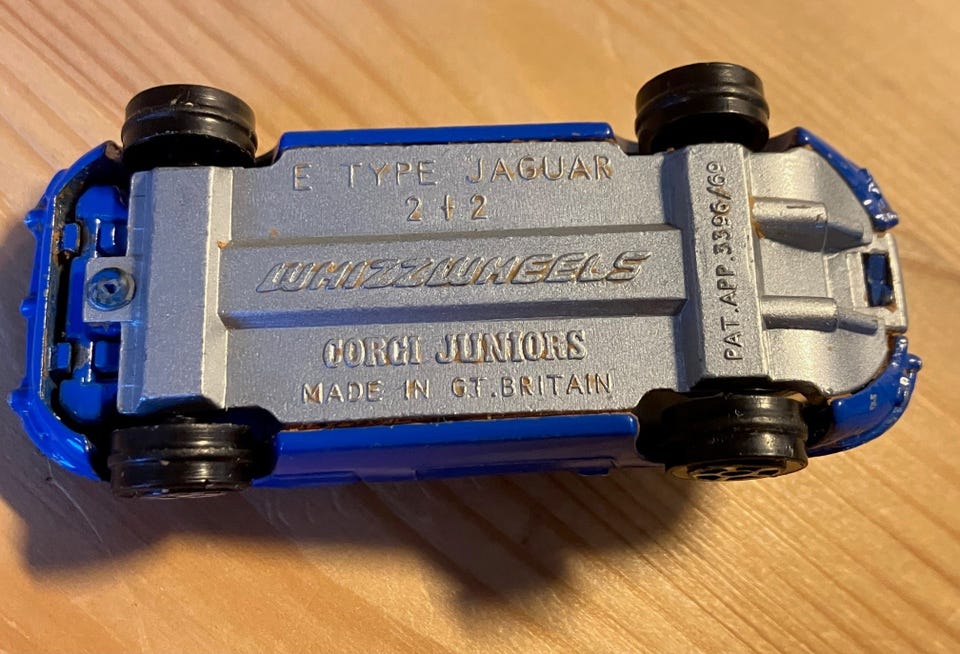 E TYPE JAGUAR
2+2
WHIZZWHEELS
CORGI JUNIORS
MADE IN GT.BRITAIN
PAT.APP.3396/69